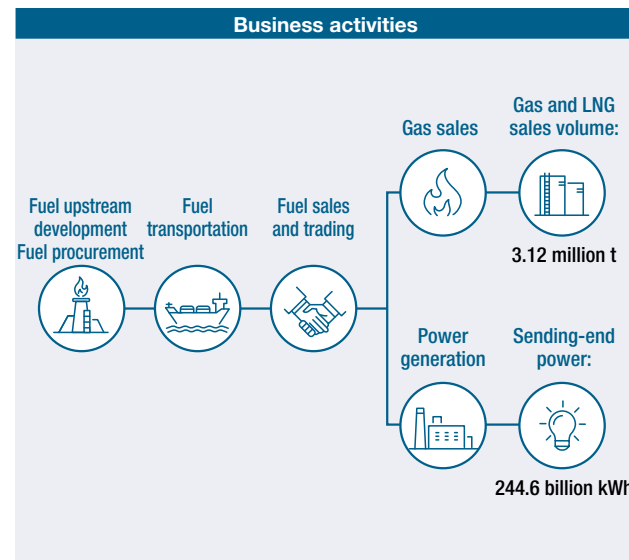 Business activities
Fuel upstream
development
Fuel procurement
Fuel
transportation
Fuel sales
and trading
Gas sales
Gas and LNG
sales volume:
3.12 million t
Power
generation
Sending-end
power:
244.6 billion kWh